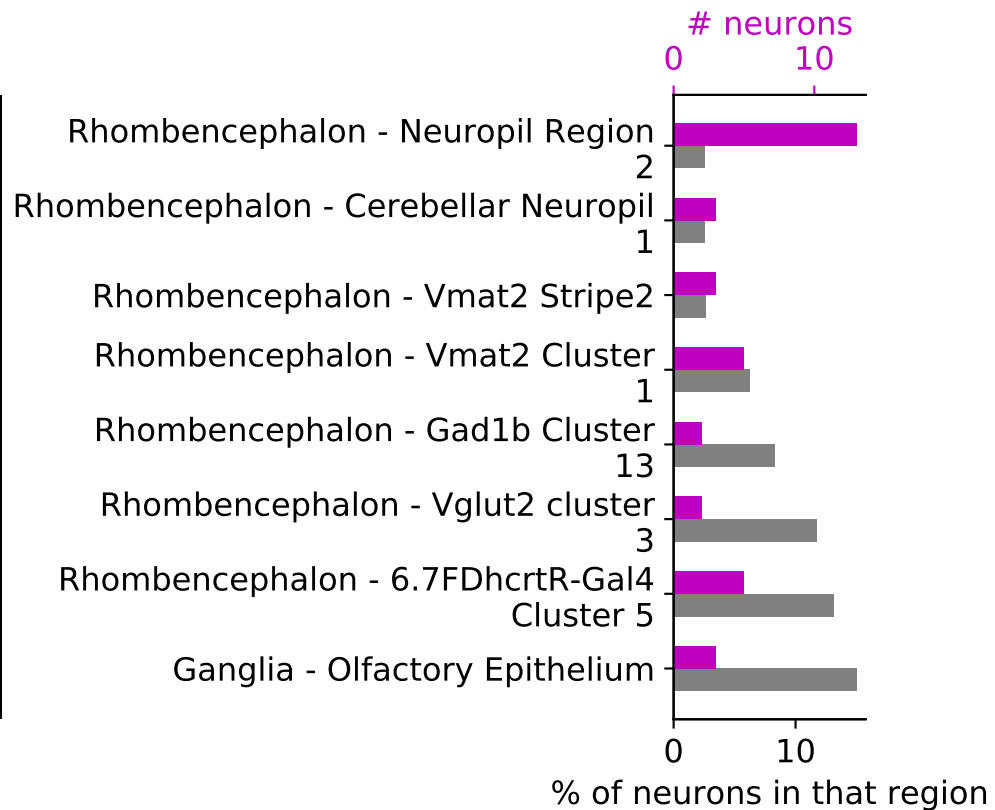 # neurons
0 10
Rhombencephalon - Neuropil Region
2
Rhombencephalon - Cerebellar Neuropil
1
Rhombencephalon - Vmat2 Stripe2
Rhombencephalon - Vmat2 Cluster
1
Rhombencephalon - Gad1b Cluster
13
Rhombencephalon - Vglut2 cluster
3
Rhombencephalon - 6.7FDhcrtR-Gal4
Cluster 5
Ganglia - Olfactory Epithelium
0 10
% of neurons in that region